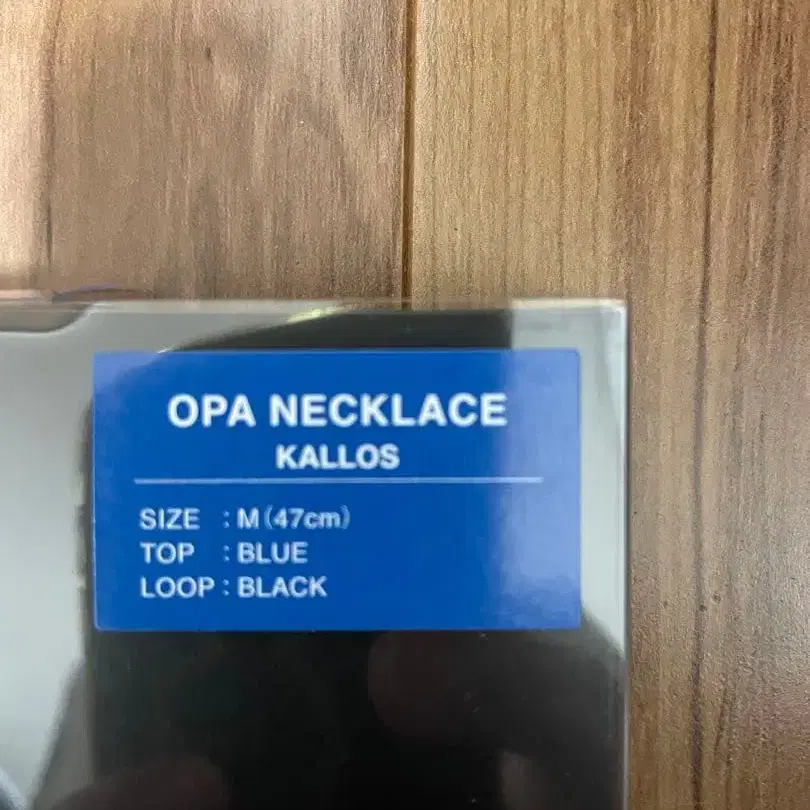 OPA NECKLACE
KALLOS
SIZE : M(47cm)
TOP : BLUE
LOOP : BLACK